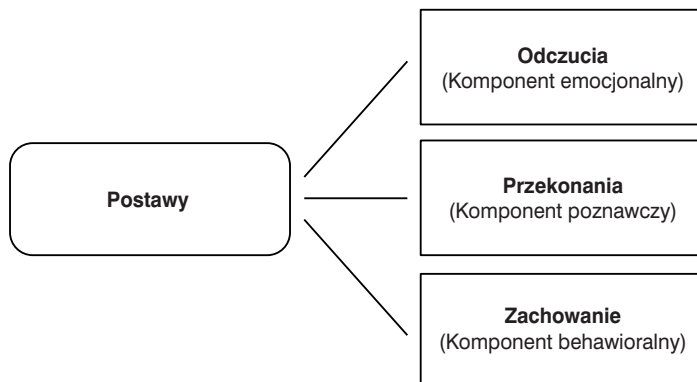 Odczucia
(Komponent emocjonalny)
Postawy
Przekonania
(Komponent poznawczy)
Zachowanie
(Komponent behawioralny)